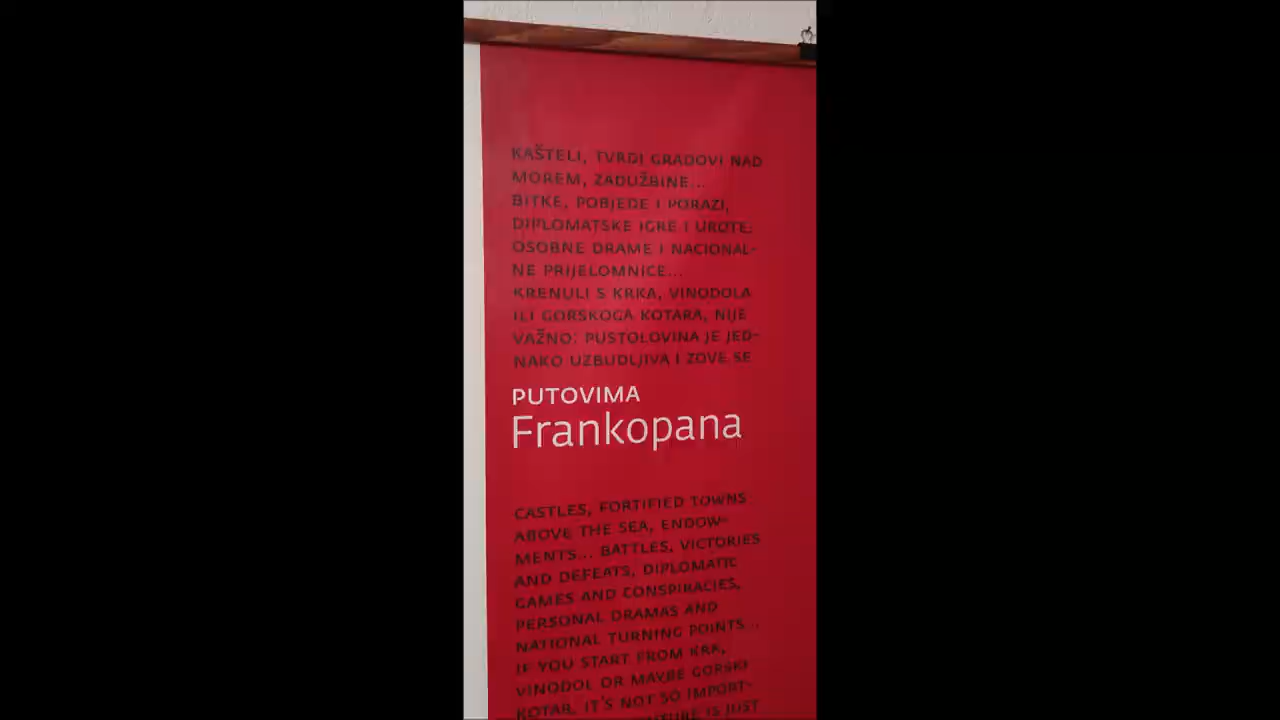 KAŠTELI, TVRDI GRADOVI NAD
MOREM, ZADUŽBINE...
BITKE, POBJEDE I PORAZI,
DIPLOMATSKE IGRE I UROTE;
OSOBNE DRAME I NACIONAL-
NE PRIJELOMNICE...
KRENULI S KRKA, VINODOLA
ILI GORSKOGA KOTARA, NIJE
VAŽNO: PUSTOLOVINA JE JED-
NAKO UZBUDLJIVA I ZOVE SE
PUTOVIMA
Frankopana
CASTLES, FORTIFIED TOWNS
ABOVE THE SEA, ENDOW-
MENTS... BATTLES, VICTORIES
AND DEFEATS, DIPLOMATIC
GAMES AND CONSPIRACIES,
PERSONAL DRAMAS AND
NATIONAL TURNING POINTS...
IF YOU START FROM KRK,
VINODOL OR MAYBE GORSKI
KOTAR, IT'S NOT SO IMPORT-
IS JUST